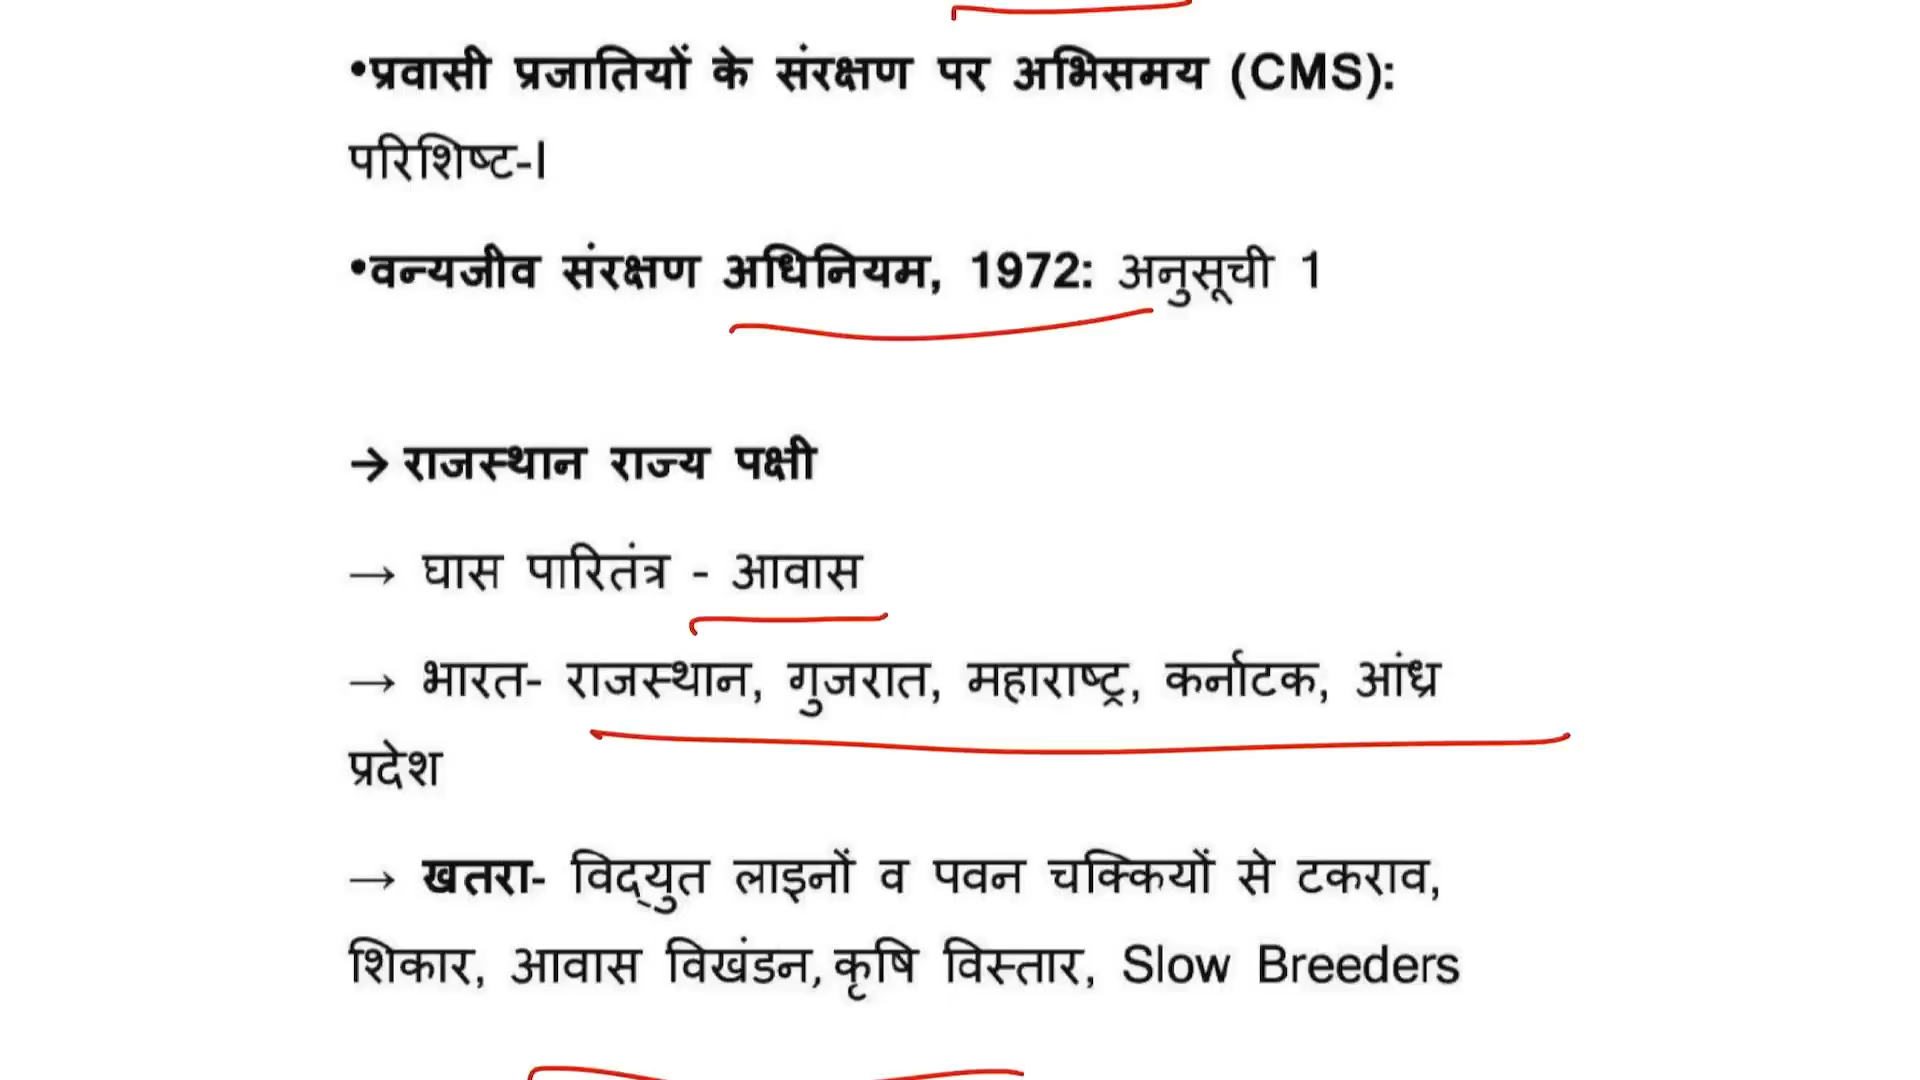 •प्रवासी प्रजातियों के संरक्षण पर अभिसमय (CMS):
परिशिष्ट-I
•वन्यजीव संरक्षण अधिनियम, 1972: अनुसूची 1
→ राजस्थान राज्य पक्षी
→ घास पारितंत्र - आवास
→ भारत- राजस्थान, गुजरात, महाराष्ट्र, कर्नाटक, आंध्र
प्रदेश
→ खतरा- विद्युत लाइनों व पवन चक्कियों से टकराव,
शिकार, आवास विखंडन, कृषि विस्तार, Slow Breeders